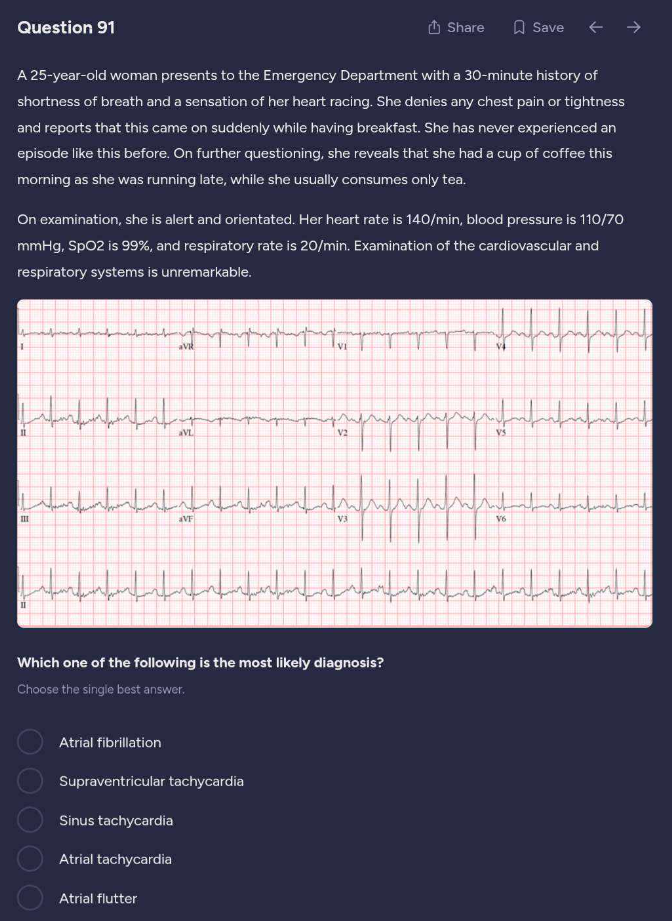 Question 91
Share
Save
A 25-year-old woman presents to the Emergency Department with a 30-minute history of
shortness of breath and a sensation of her heart racing. She denies any chest pain or tightness
and reports that this came on suddenly while having breakfast. She has never experienced an
episode like this before. On further questioning, she reveals that she had a cup of coffee this
morning as she was running late, while she usually consumes only tea.
On examination, she is alert and orientated. Her heart rate is 140/min, blood pressure is 110/70
mmHg, SpO2 is 99%, and respiratory rate is 20/min. Examination of the cardiovascular and
respiratory systems is unremarkable.
I aVR V1 V4
II aVL V2 V5
III aVF V3 V6
II
Which one of the following is the most likely diagnosis?
Choose the single best answer.
Atrial fibrillation
Supraventricular tachycardia
Sinus tachycardia
Atrial tachycardia
Atrial flutter